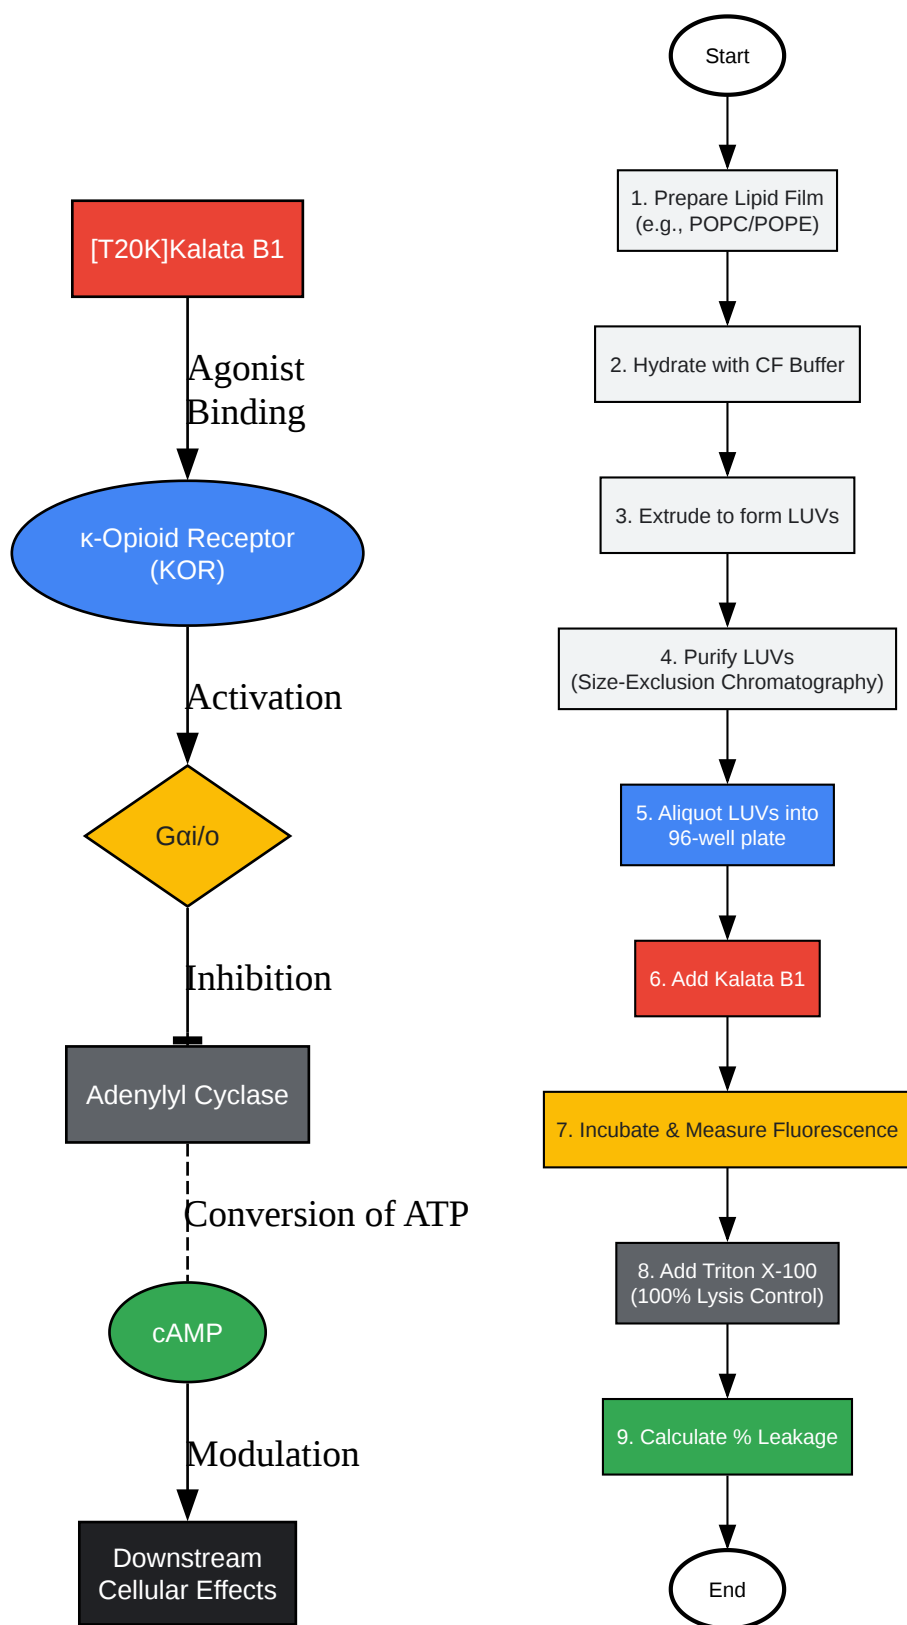 [T20K]Kalata B1
Agonist
Binding
κ-Opioid Receptor
(KOR)
Activation
Gαi/o
Inhibition
Adenylyl Cyclase
Conversion of ATP
cAMP
Modulation
Downstream
Cellular Effects
Start
1. Prepare Lipid Film
(e.g., POPC/POPE)
2. Hydrate with CF Buffer
3. Extrude to form LUVs
4. Purify LUVs
(Size-Exclusion Chromatography)
5. Aliquot LUVs into
96-well plate
6. Add Kalata B1
7. Incubate & Measure Fluorescence
8. Add Triton X-100
(100% Lysis Control)
9. Calculate % Leakage
End